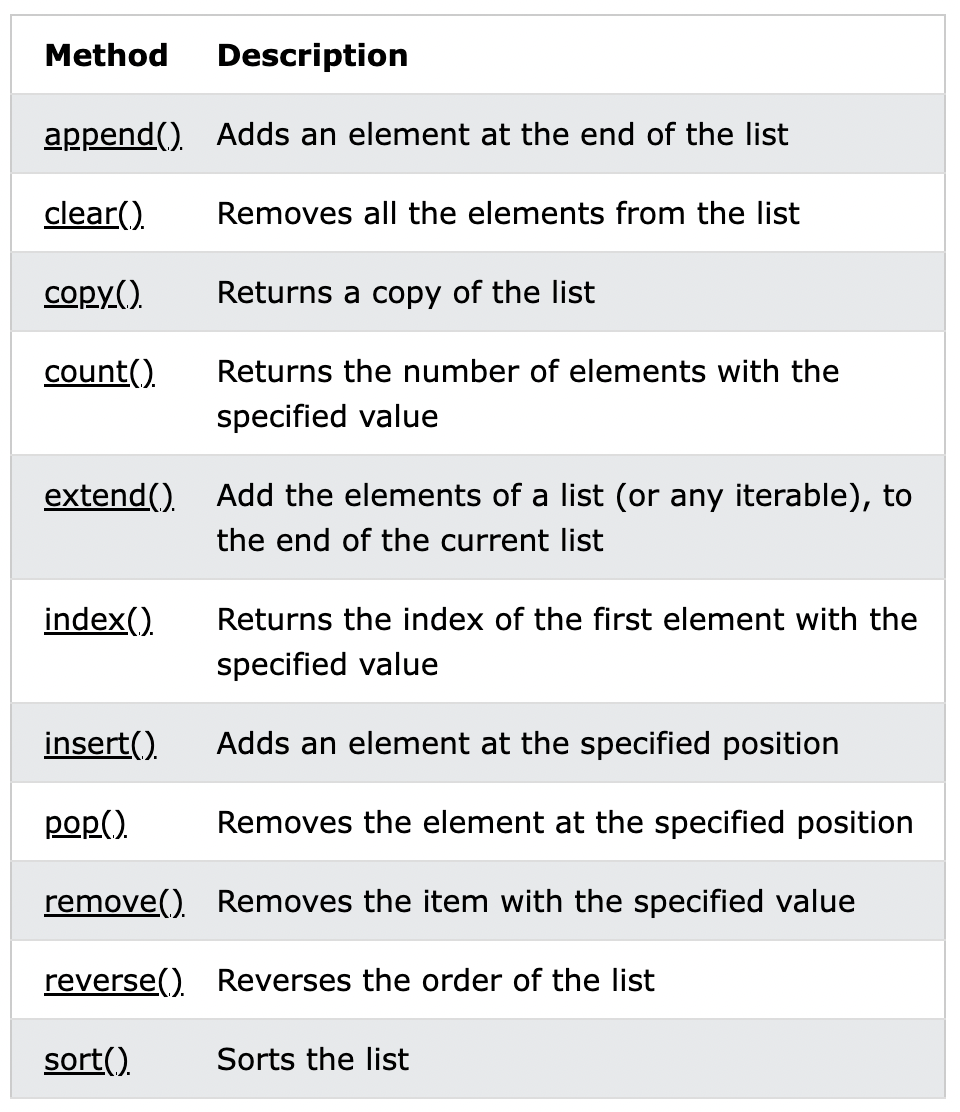 Method Description
append() Adds an element at the end of the list
clear() Removes all the elements from the list
copy() Returns a copy of the list
count() Returns the number of elements with the
specified value
extend() Add the elements of a list (or any iterable), to
the end of the current list
index() Returns the index of the first element with the
specified value
insert() Adds an element at the specified position
pop() Removes the element at the specified position
remove() Removes the item with the specified value
reverse() Reverses the order of the list
sort() Sorts the list